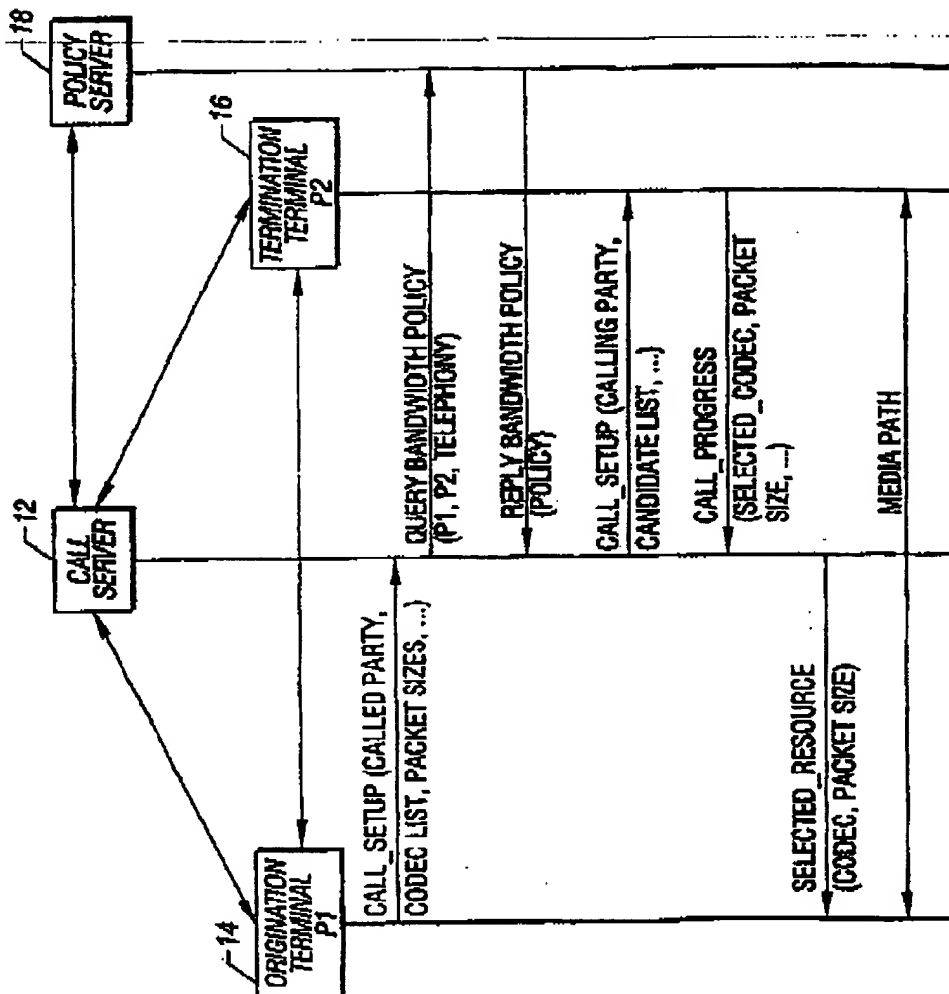 18
POLICY
SERVER
12
CALL
SERVER
16
TERMINATION
TERMINAL
P2
14
ORIGINATION
TERMINAL
P1
CALL_SETUP (CALLED PARTY,
CODEC LIST, PACKET SIZES, ...)
QUERY BANDWIDTH POLICY
(P1, P2, TELEPHONY)
REPLY BANDWIDTH POLICY
{POLICY}
CALL_SETUP (CALLING PARTY,
CANDIDATE LIST, ...)
CALL_PROGRESS
(SELECTED_CODEC, PACKET
SIZE, ...)
SELECTED_RESOURCE
(CODEC, PACKET SIZE)
MEDIA PATH